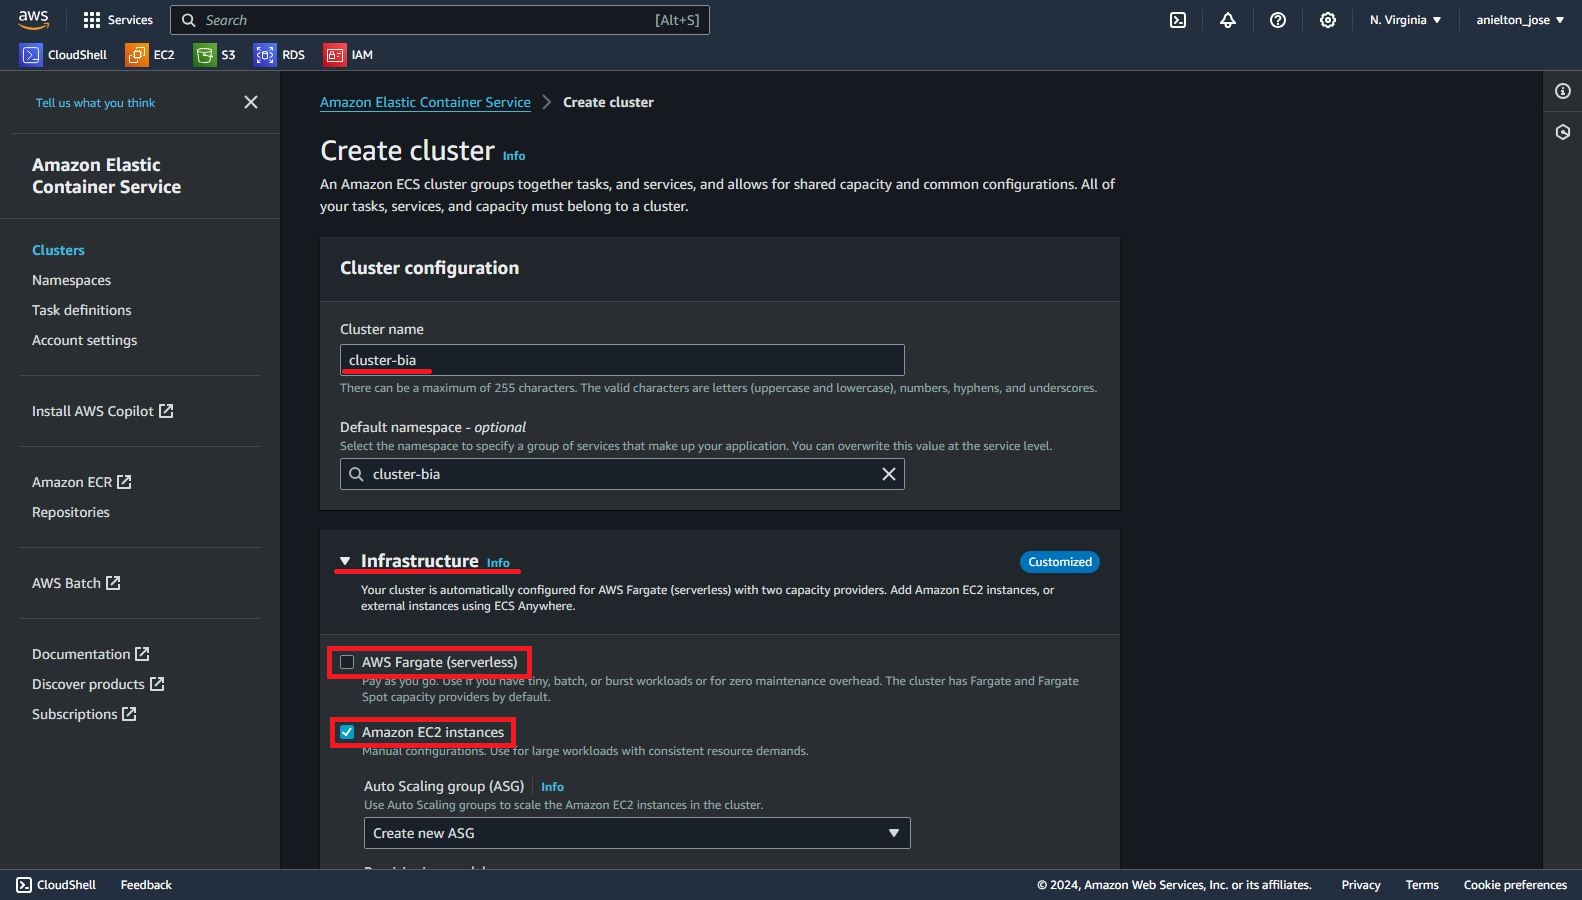 aws
Services
Search
[Alt+S]
N. Virginia
anielton_jose
CloudShell
EC2
S3
RDS
IAM
Tell us what you think
Amazon Elastic
Container Service
Clusters
Namespaces
Task definitions
Account settings
Install AWS Copilot
Amazon ECR
Repositories
AWS Batch
Documentation
Discover products
Subscriptions
Amazon Elastic Container Service > Create cluster
Create cluster Info
An Amazon ECS cluster groups together tasks, and services, and allows for shared capacity and common configurations. All of
your tasks, services, and capacity must belong to a cluster.
Cluster configuration
Cluster name
cluster-bia
There can be a maximum of 255 characters. The valid characters are letters (uppercase and lowercase), numbers, hyphens, and underscores.
Default namespace - optional
Select the namespace to specify a group of services that make up your application. You can overwrite this value at the service level.
cluster-bia
Infrastructure Info
Customized
Your cluster is automatically configured for AWS Fargate (serverless) with two capacity providers. Add Amazon EC2 instances, or
external instances using ECS Anywhere.
AWS Fargate (serverless)
Pay as you go. Use if you have tiny, batch, or burst workloads or for zero maintenance overhead. The cluster has Fargate and Fargate
Spot capacity providers by default.
Amazon EC2 instances
Manual configurations. Use for large workloads with consistent resource demands.
Auto Scaling group (ASG) Info
Use Auto Scaling groups to scale the Amazon EC2 instances in the cluster.
Create new ASG
CloudShell
Feedback
© 2024, Amazon Web Services, Inc. or its affiliates.
Privacy
Terms
Cookie preferences